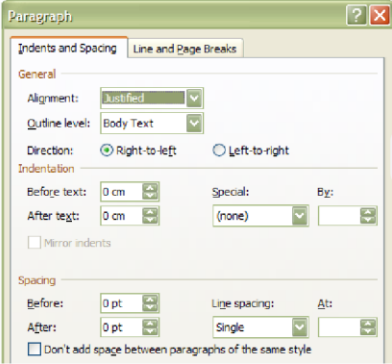 Paragraph
Indents and Spacing Line and Page Breaks
General
Alignment: Justified
Outline level: Body Text
Direction: Right-to-left Left-to-right
Indentation
Before text: 0 cm Special: By:
After text: 0 cm (none)
Mirror indents
Spacing
Before: 0 pt Line spacing: At:
After: 0 pt Single
Don't add space between paragraphs of the same style